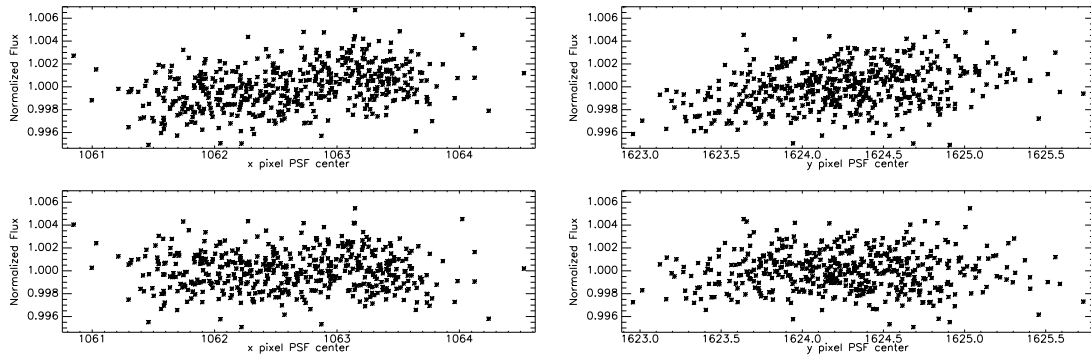 Normalized Flux
1.006
1.004
1.002
1.000
0.998
0.996
1061 1062 1063 1064
x pixel PSF center
Normalized Flux
1.006
1.004
1.002
1.000
0.998
0.996
1623.0 1623.5 1624.0 1624.5 1625.0 1625.5
y pixel PSF center
Normalized Flux
1.006
1.004
1.002
1.000
0.998
0.996
1061 1062 1063 1064
x pixel PSF center
Normalized Flux
1.006
1.004
1.002
1.000
0.998
0.996
1623.0 1623.5 1624.0 1624.5 1625.0 1625.5
y pixel PSF center